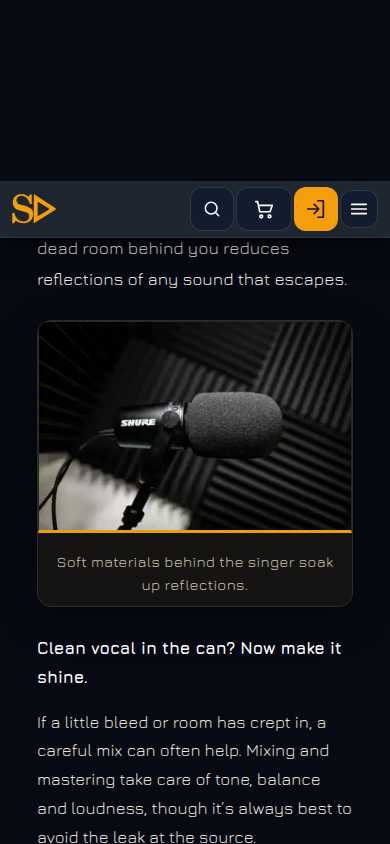 S
dead room behind you reduces
reflections of any sound that escapes.
SHURE
Soft materials behind the singer soak
up reflections.
Clean vocal in the can? Now make it
shine.
If a little bleed or room has crept in, a
careful mix can often help. Mixing and
mastering take care of tone, balance
and loudness, though it's always best to
avoid the leak at the source.